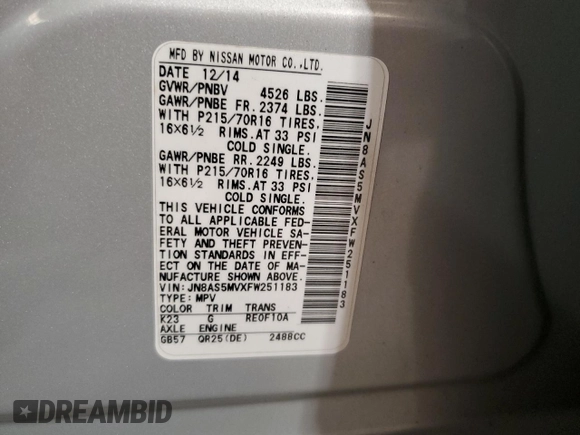 MFD BY NISSAN MOTOR CO.,LTD.
DATE 12/14
GVWR/PNBV 4526 LBS.
GAWR/PNBE FR. 2374 LBS.
WITH P215/70R16 TIRES.
16X6½ RIMS.AT 33 PSI
COLD SINGLE.
GAWR/PNBE RR. 2249 LBS.
WITH P215/70R16 TIRES.
16X6½ RIMS.AT 33 PSI
COLD SINGLE.
THIS VEHICLE CONFORMS
TO ALL APPLICABLE FED-
ERAL MOTOR VEHICLE SA-
FETY AND THEFT PREVEN-
TION STANDARDS IN EFF-
ECT ON THE DATE OF MA-
NUFACTURE SHOWN ABOVE.
VIN:JN8AS5MVXFW251183
TYPE:MPV
COLOR TRIM TRANS
K23 G RE0F10A
AXLE ENGINE
GB57 QR25(DE) 2488CC
JN8AS5MVXFW251183
DREAMBID